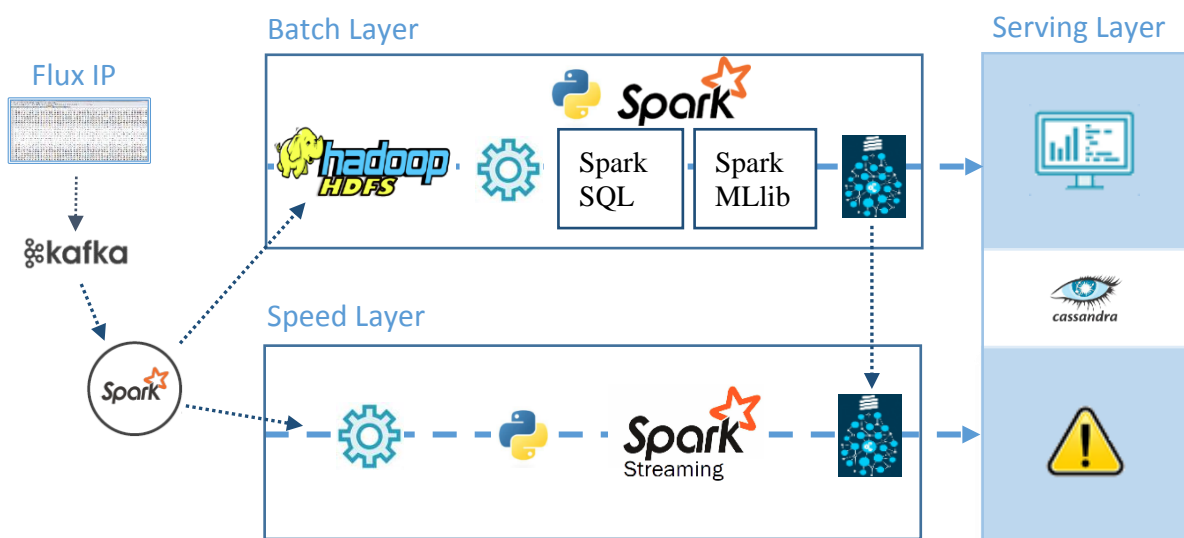 Batch Layer
Serving Layer
Flux IP
Spark
hadoop
HDFS
Spark
SQL
Spark
MLlib
kafka
cassandra
Speed Layer
Spark
Spark
Streaming